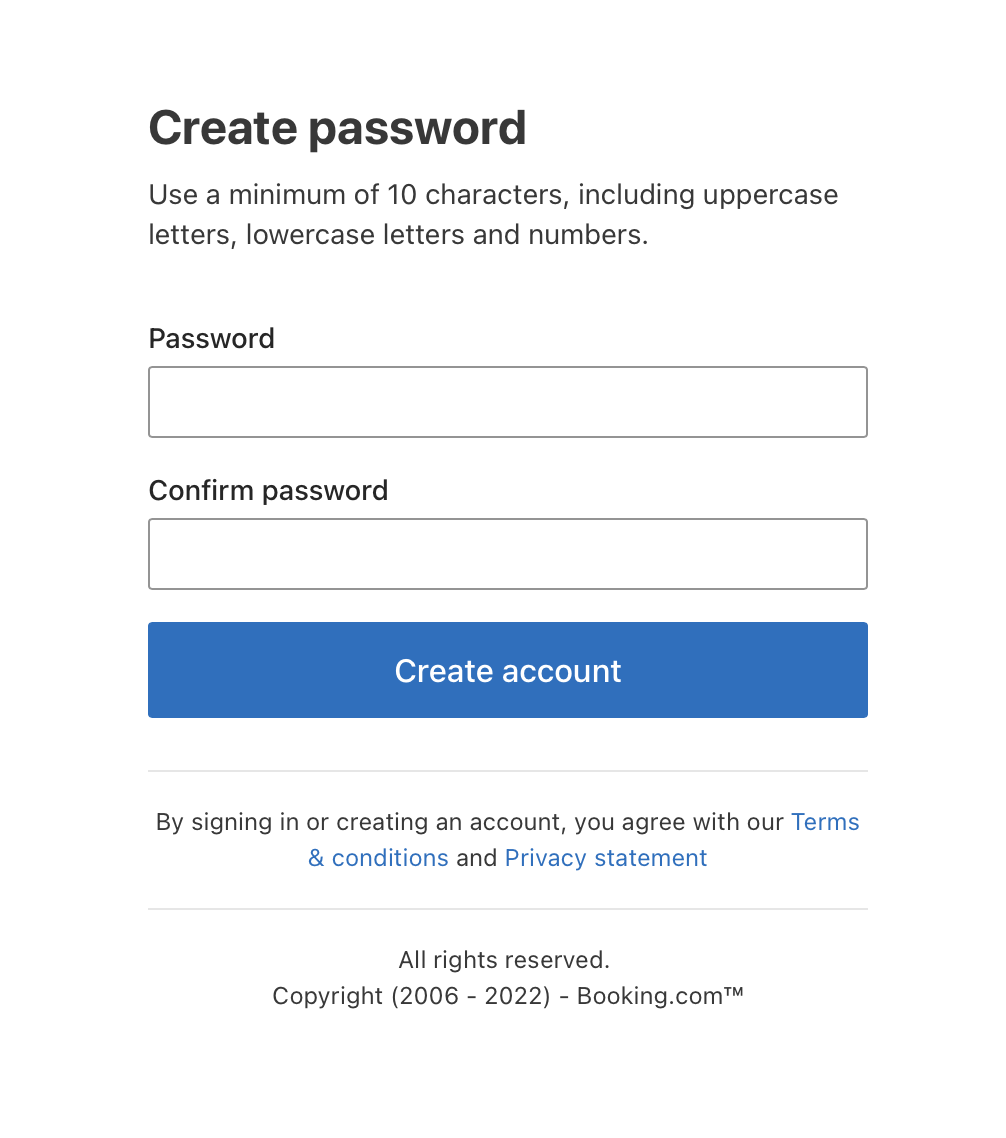 Create password
Use a minimum of 10 characters, including uppercase
letters, lowercase letters and numbers.
Password
Confirm password
Create account
By signing in or creating an account, you agree with our Terms
& conditions and Privacy statement
All rights reserved.
Copyright (2006 - 2022) - Booking.com™